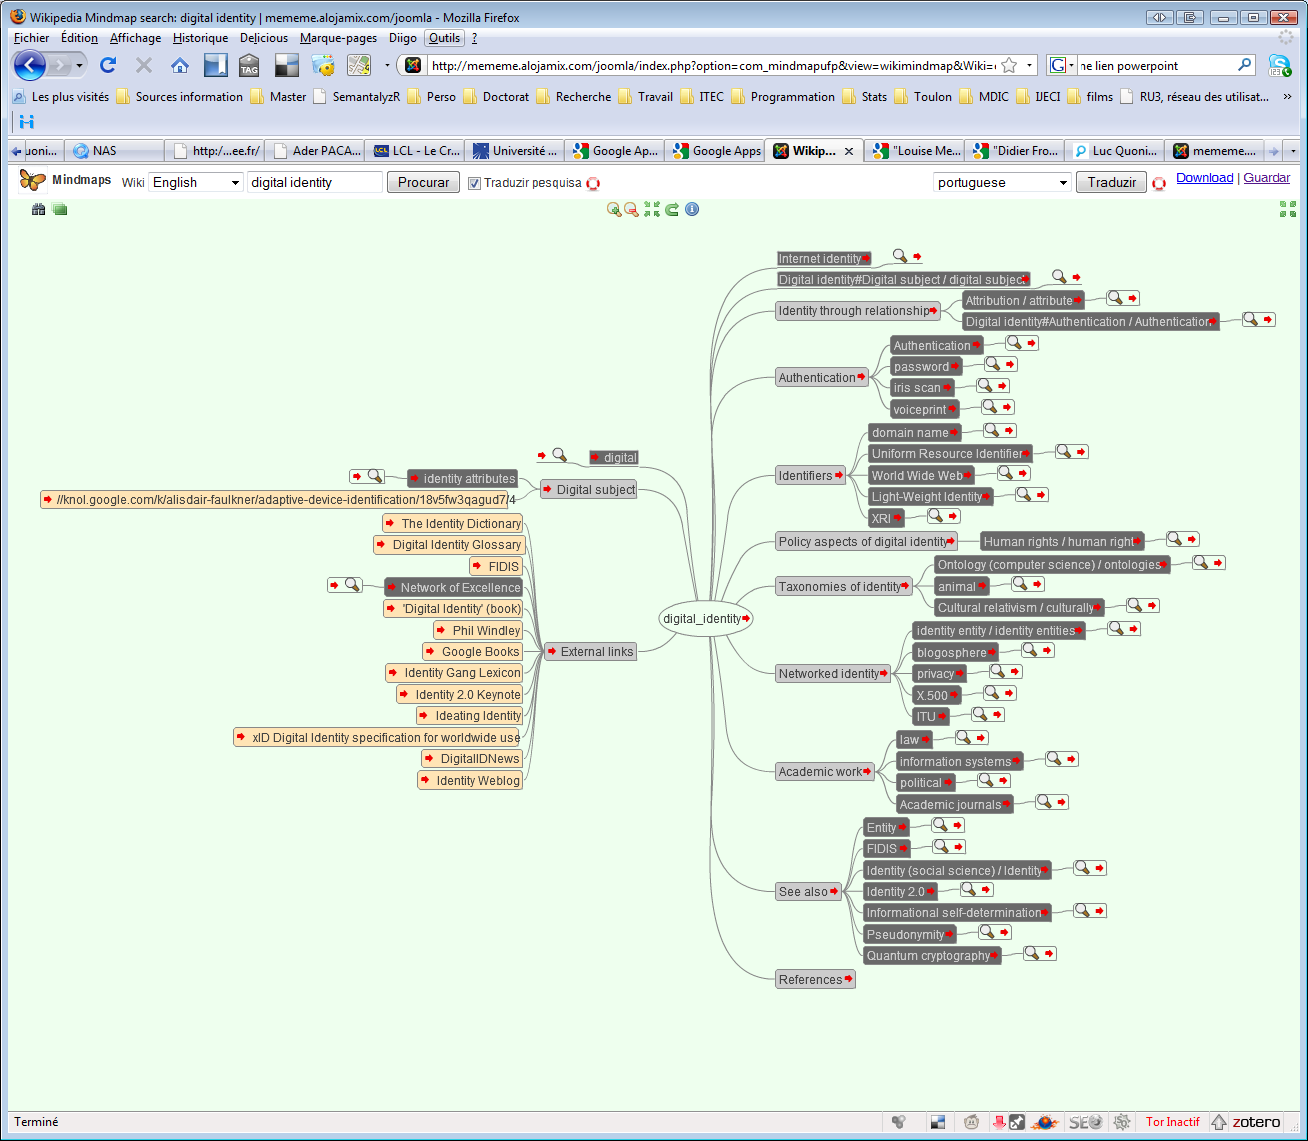 Wikipedia Mindmap search: digital identity | mememe.alojamix.com/joomla - Mozilla Firefox
Fichier Édition Affichage Historique Delicious Marque-pages Diigo Outils ?
TAG http://mememe.alojamix.com/joomla/index.php?option=com_mindmapufp&view=wikimindmap&Wiki= G ne lien powerpoint
Les plus visités Sources information Master SemantalyzR Perso Doctorat Recherche Travail ITEC Programmation Stats Toulon MDIC IJECI films RU3, réseau des utilisat... »
uoni... NAS http:/...ee.fr/ Ader PACA... LCL LCL - Le Cr... Université ... Google Ap... Google Apps Wikip... "Louise Me... "Didier Fro... Luc Quoni... mememe....
Mindmaps Wiki English digital identity Procurar Traduzir pesquisa portuguese Traduzir Download | Guardar
Internet identity
Digital identity#Digital subject / digital subject
Identity through relationship
Attribution / attribute
Digital identity#Authentication / Authentication
Authentication
Authentication
password
iris scan
voiceprint
Identifiers
domain name
Uniform Resource Identifier
World Wide Web
Light-Weight Identity
XRI
Policy aspects of digital identity
Human rights / human right
Taxonomies of identity
Ontology (computer science) / ontologies
animal
Cultural relativism / culturally
digital_identity
Networked identity
identity entity / identity entities
blogosphere
privacy
X.500
ITU
Academic work
law
information systems
political
Academic journals
See also
Entity
FIDIS
Identity (social science) / Identity
Identity 2.0
Informational self-determination
Pseudonymity
Quantum cryptography
References
digital
Digital subject
identity attributes
//knol.google.com/k/alisdair-faulkner/adaptive-device-identification/18v5fw3qagud7/4
External links
The Identity Dictionary
Digital Identity Glossary
FIDIS
Network of Excellence
'Digital Identity' (book)
Phil Windley
Google Books
Identity Gang Lexicon
Identity 2.0 Keynote
Ideating Identity
xID Digital Identity specification for worldwide use
DigitalIDNews
Identity Weblog
Terminé SEO Tor Inactif zotero